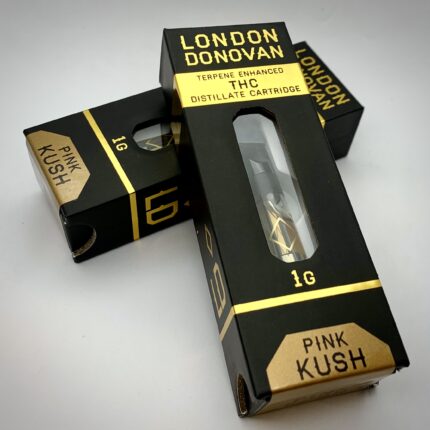 LONDON
DONOVAN
TERPENE ENHANCED
THC
DISTILLATE CARTRIDGE
1G
PINK
KUSH
LONDON
DONOVAN
1G
PINK
KUSH